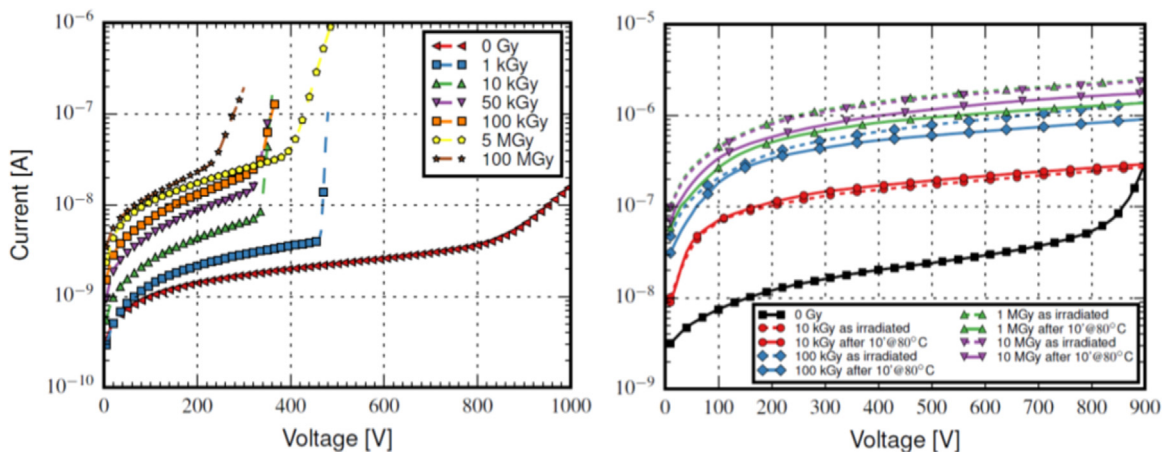 10⁻⁶
10⁻⁷
10⁻⁸
10⁻⁹
10⁻¹⁰
Current [A]
0 Gy
1 kGy
10 kGy
50 kGy
100 kGy
5 MGy
100 MGy
0 200 400 600 800 1000
Voltage [V]
10⁻⁵
10⁻⁶
10⁻⁷
10⁻⁸
10⁻⁹
0 Gy
10 kGy as irradiated
10 kGy after 10'@80°C
100 kGy as irradiated
100 kGy after 10'@80°C
1 MGy as irradiated
1 MGy after 10'@80°C
10 MGy as irradiated
10 MGy after 10'@80°C
0 100 200 300 400 500 600 700 800 900
Voltage [V]